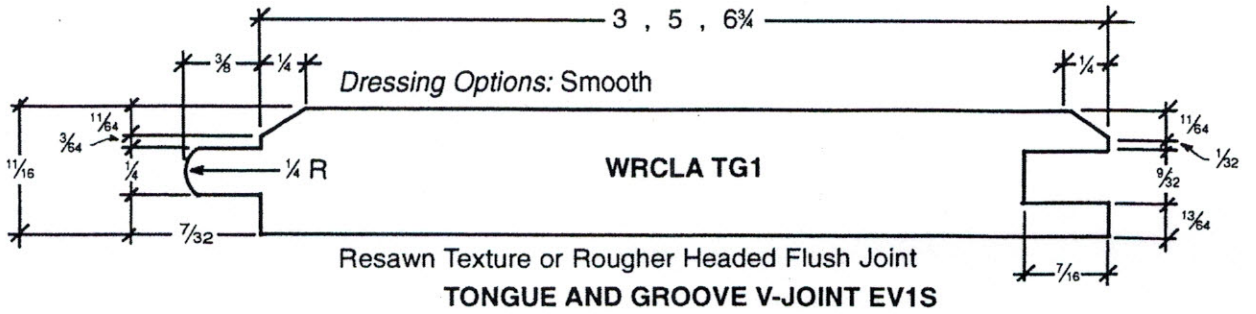 3 , 5 , 6¾
⅜ ¼ ¼
Dressing Options: Smooth
11/64 11/64
3/64 1/32
11/16 ¼ ¼ R WRCLA TG1 9/32
7/32 13/64
Resawn Texture or Rougher Headed Flush Joint
7/16
TONGUE AND GROOVE V-JOINT EV1S